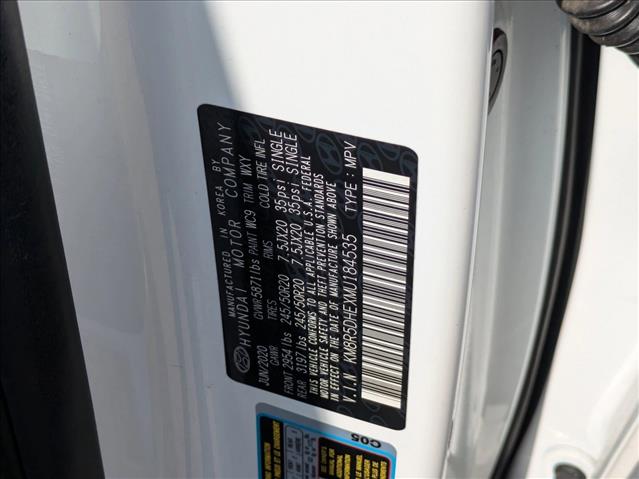 MANUFACTURED IN KOREA BY
HYUNDAI MOTOR COMPANY
GVWR 5871lbs PAINT WC9 TRIM WXY
JUN/2020 GAWR TIRES RIMS COLD TIRE INFL
FRONT 2954 lbs 245/50R20 7.5JX20 35psi SINGLE
REAR 3197 lbs 245/50R20 7.5JX20 35psi SINGLE
THIS VEHICLE CONFORMS TO ALL APPLICABLE U.S.A. FEDERAL
MOTOR VEHICLE SAFETY AND THEFT PREVENTION STANDARDS
IN EFFECT ON THE DATE OF MANUFACTURE SHOWN ABOVE.
V.I.N KM8R5DHEXMU184535 TYPE : MPV
C05